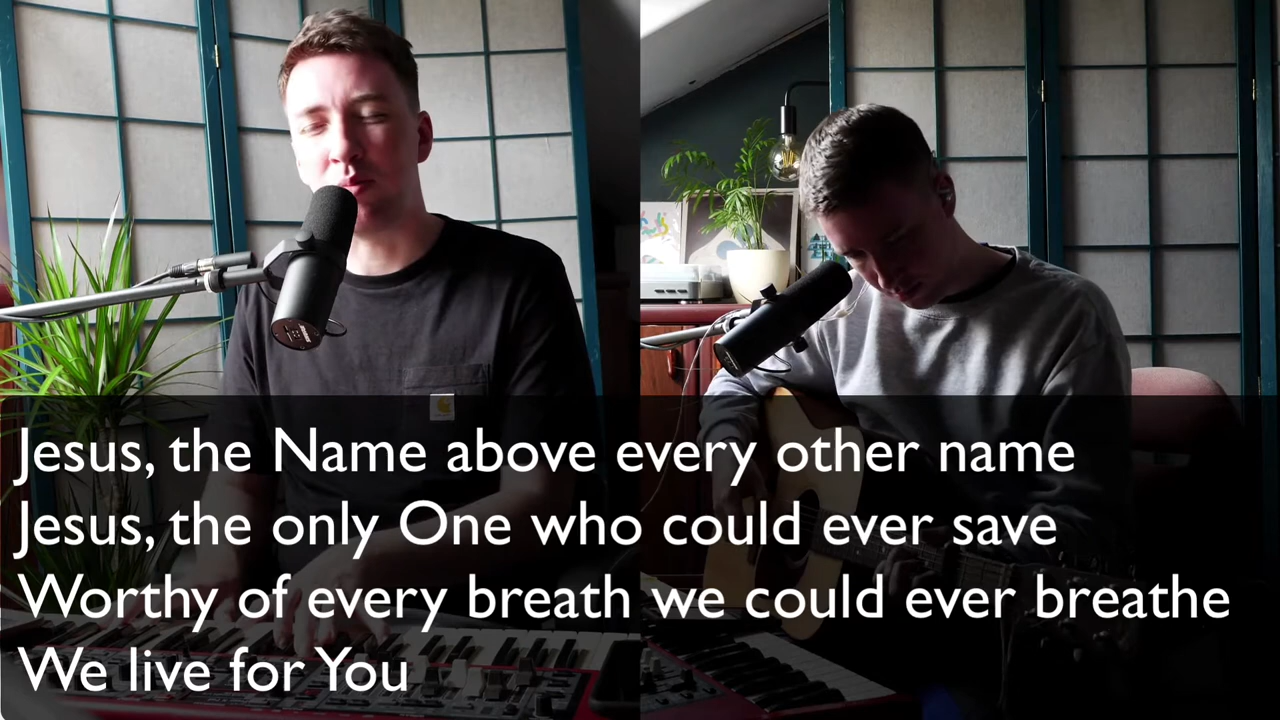 Jesus, the Name above every other name
Jesus, the only One who could ever save
Worthy of every breath we could ever breathe
We live for You